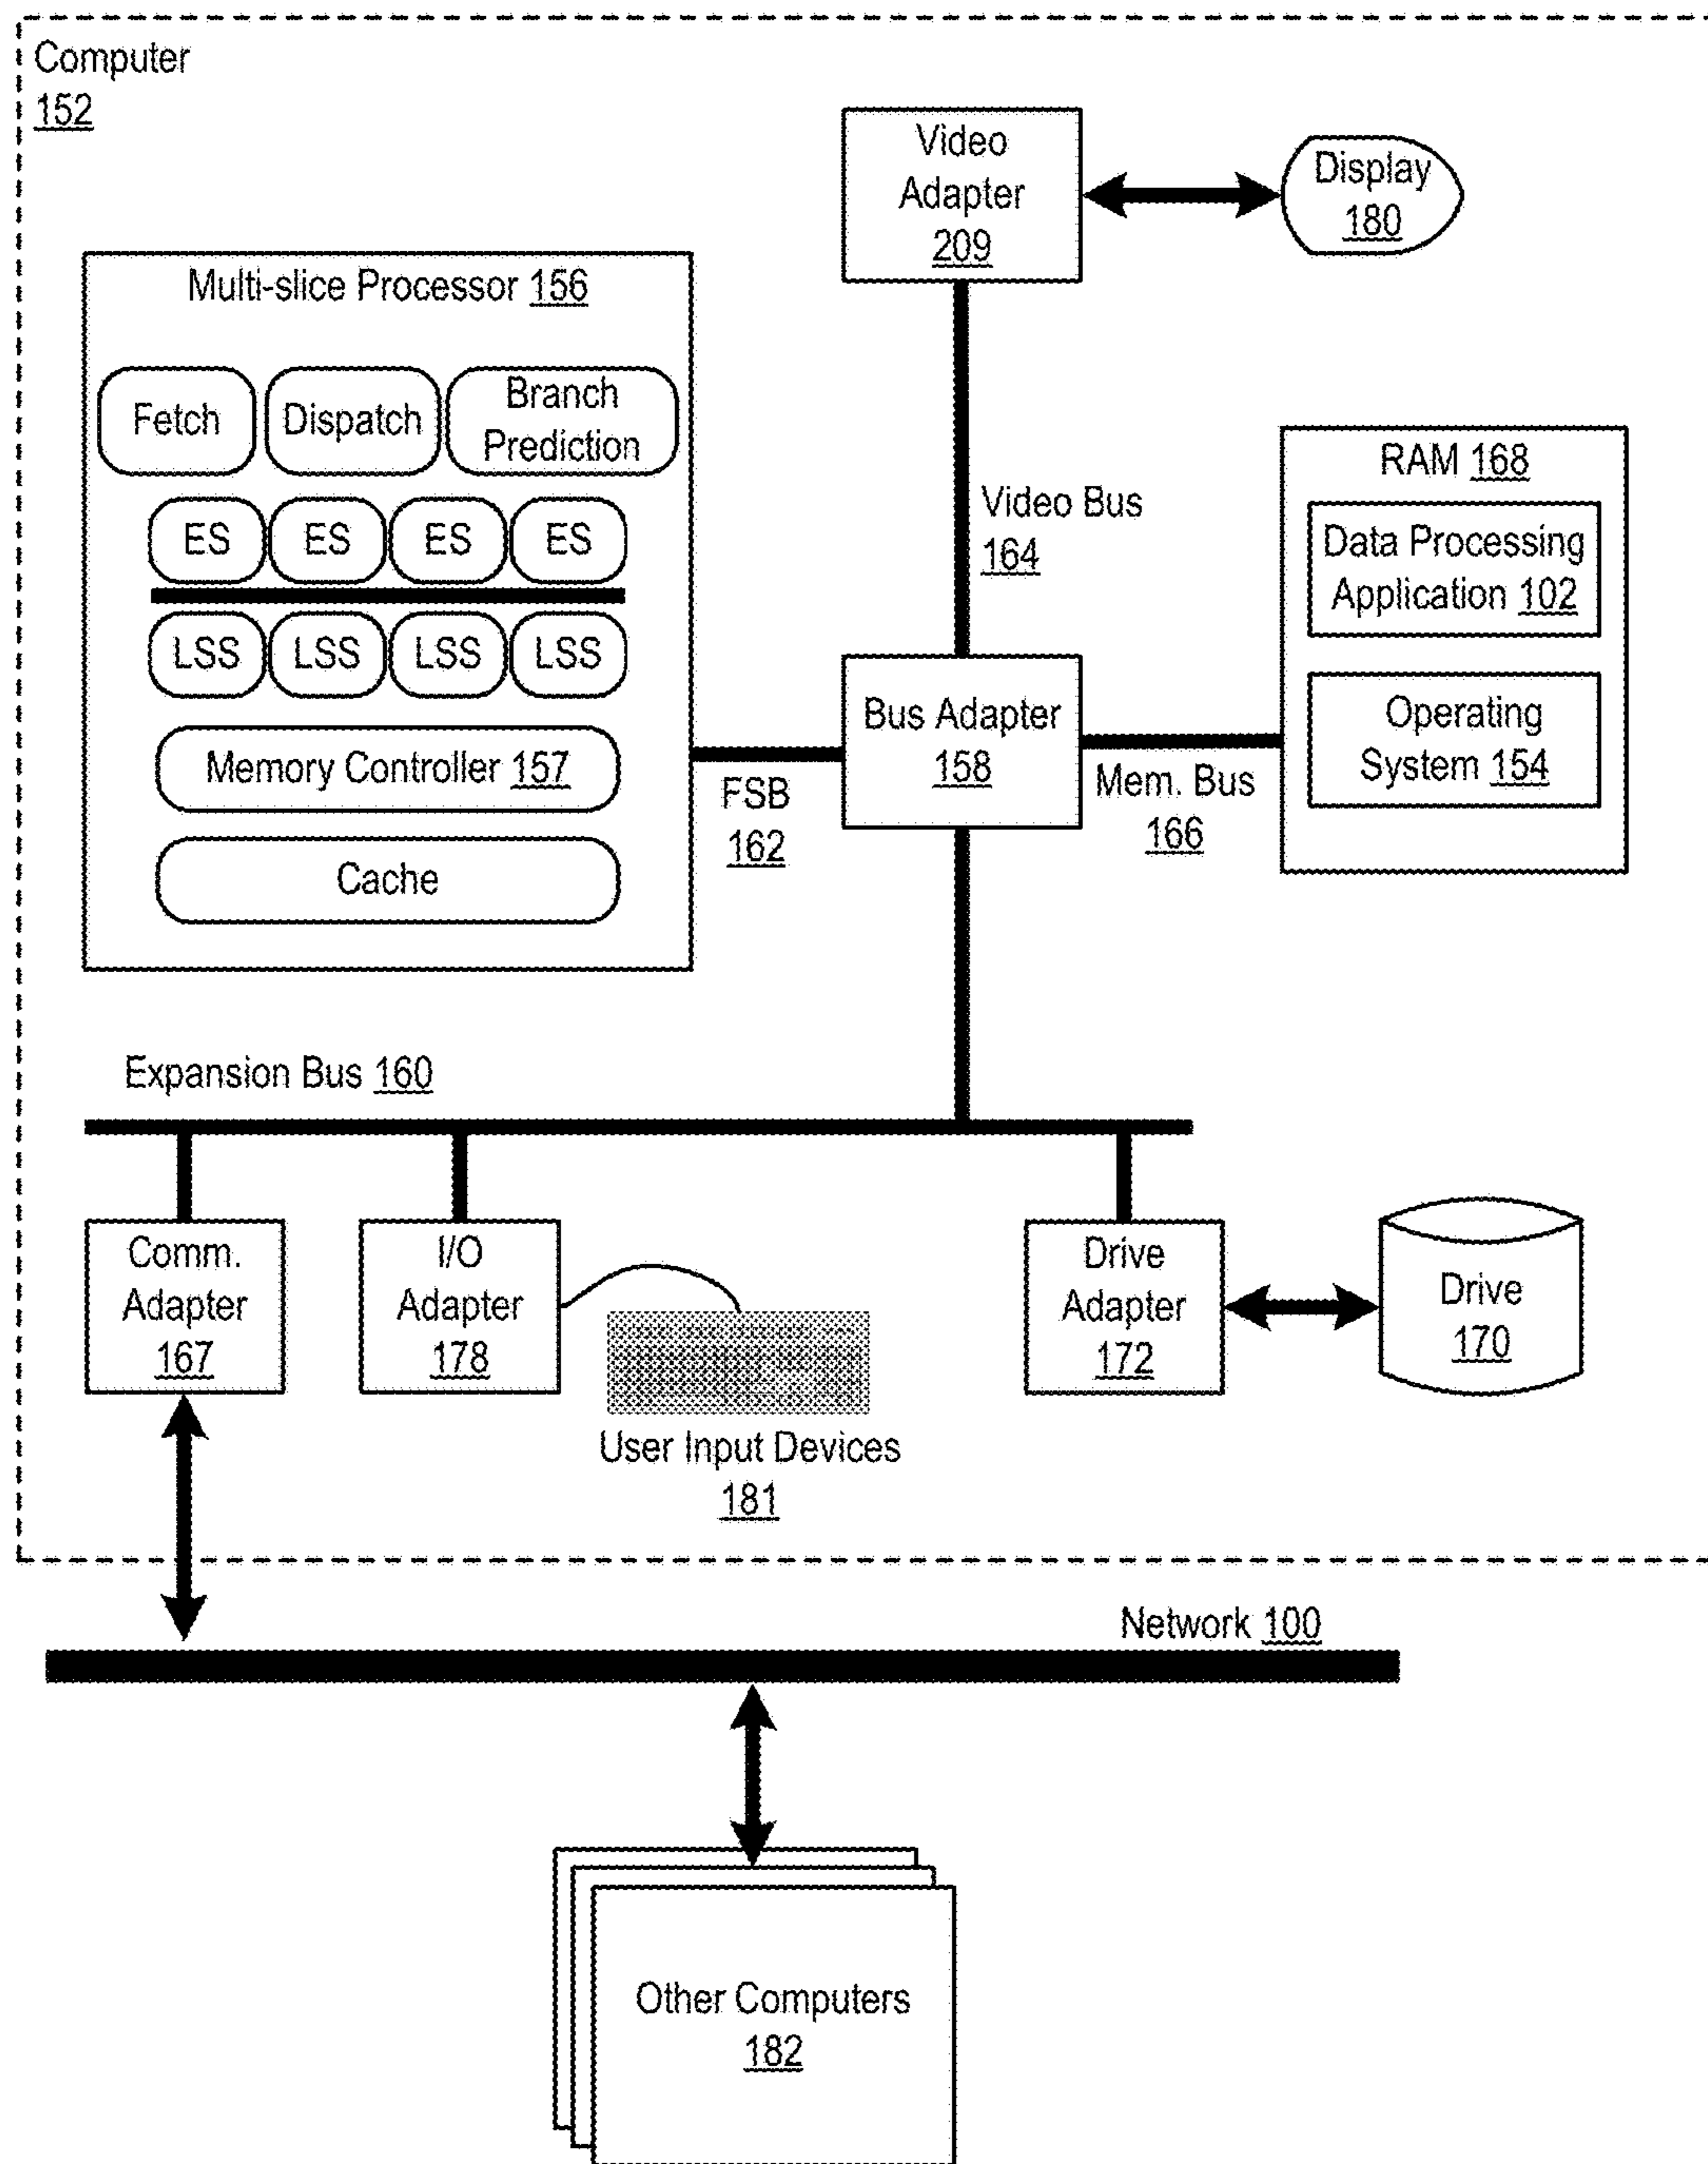 Computer
152
Video
Adapter
209
Display
180
Multi-slice Processor 156
Fetch
Dispatch
Branch
Prediction
ES
ES
ES
ES
LSS
LSS
LSS
LSS
Memory Controller 157
Cache
Video Bus
164
RAM 168
Data Processing
Application 102
Operating
System 154
Bus Adapter
158
FSB
162
Mem. Bus
166
Expansion Bus 160
Comm.
Adapter
167
I/O
Adapter
178
User Input Devices
181
Drive
Adapter
172
Drive
170
Network 100
Other Computers
182